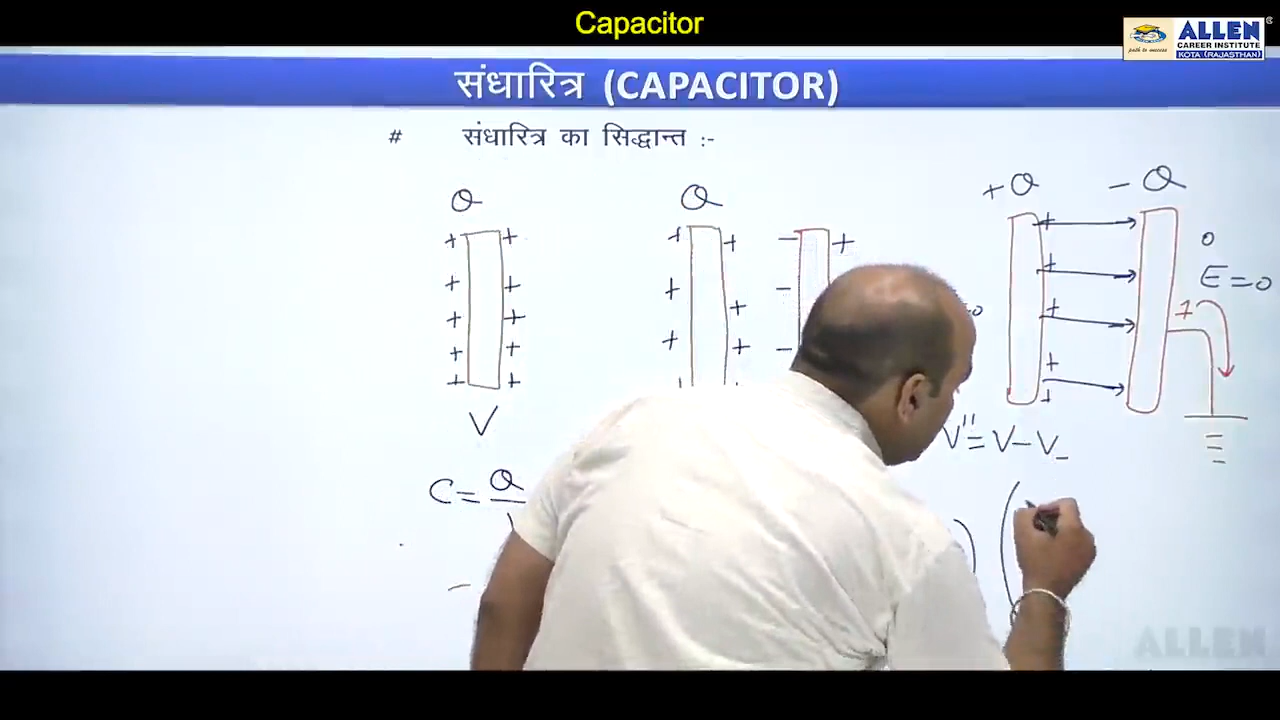 Capacitor
ALLEN
CAREER INSTITUTE
KOTA (RAJASTHAN)
path to success
संधारित्र (CAPACITOR)
# संधारित्र का सिद्धान्त :-
Q
Q
+Q
-Q
E=0
V
V"= V-V_
C=Q
ALLEN